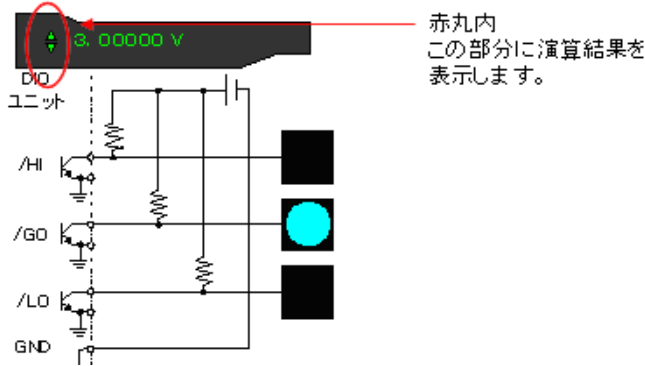 赤丸内
この部分に演算結果を
表示します。
3.00000 V
DIO
ユニット
/HI
/GO
/LO
GND